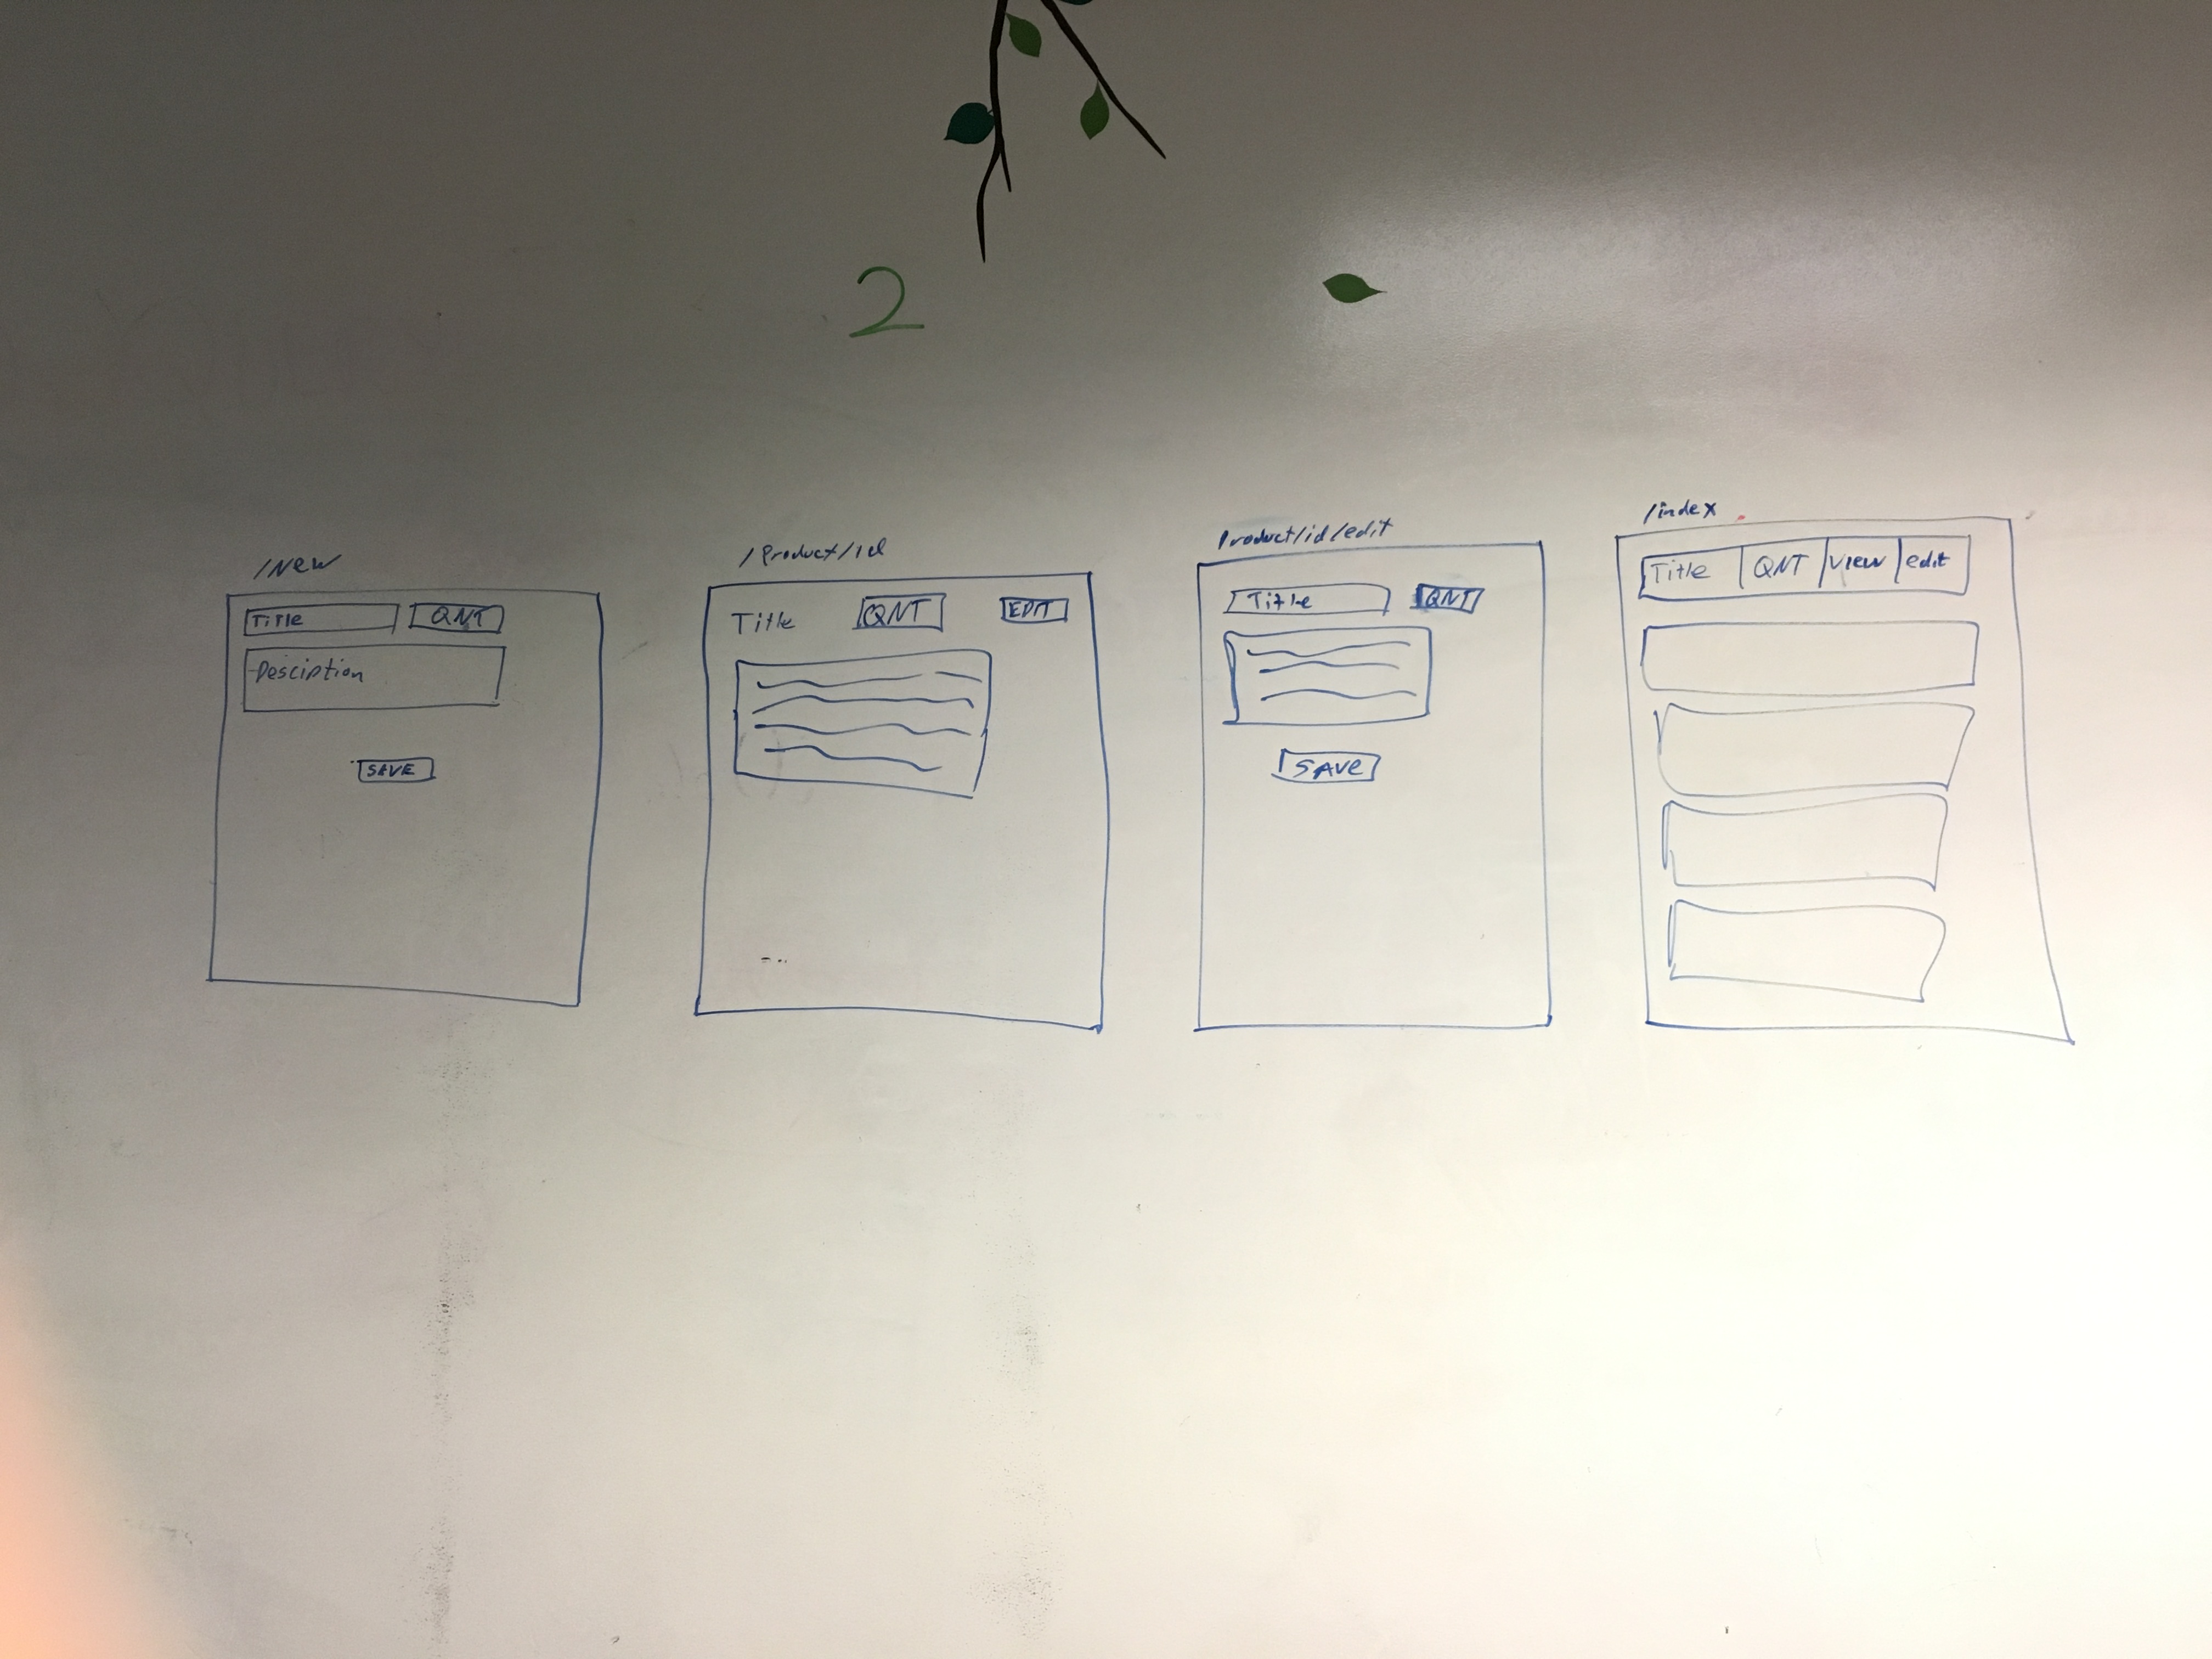 2
/New
Title QNT
Desciption
SAVE
/Product/id
Title QNT EDIT
Product/id/edit
Title QNT
SAVE
/index
Title QNT view edit